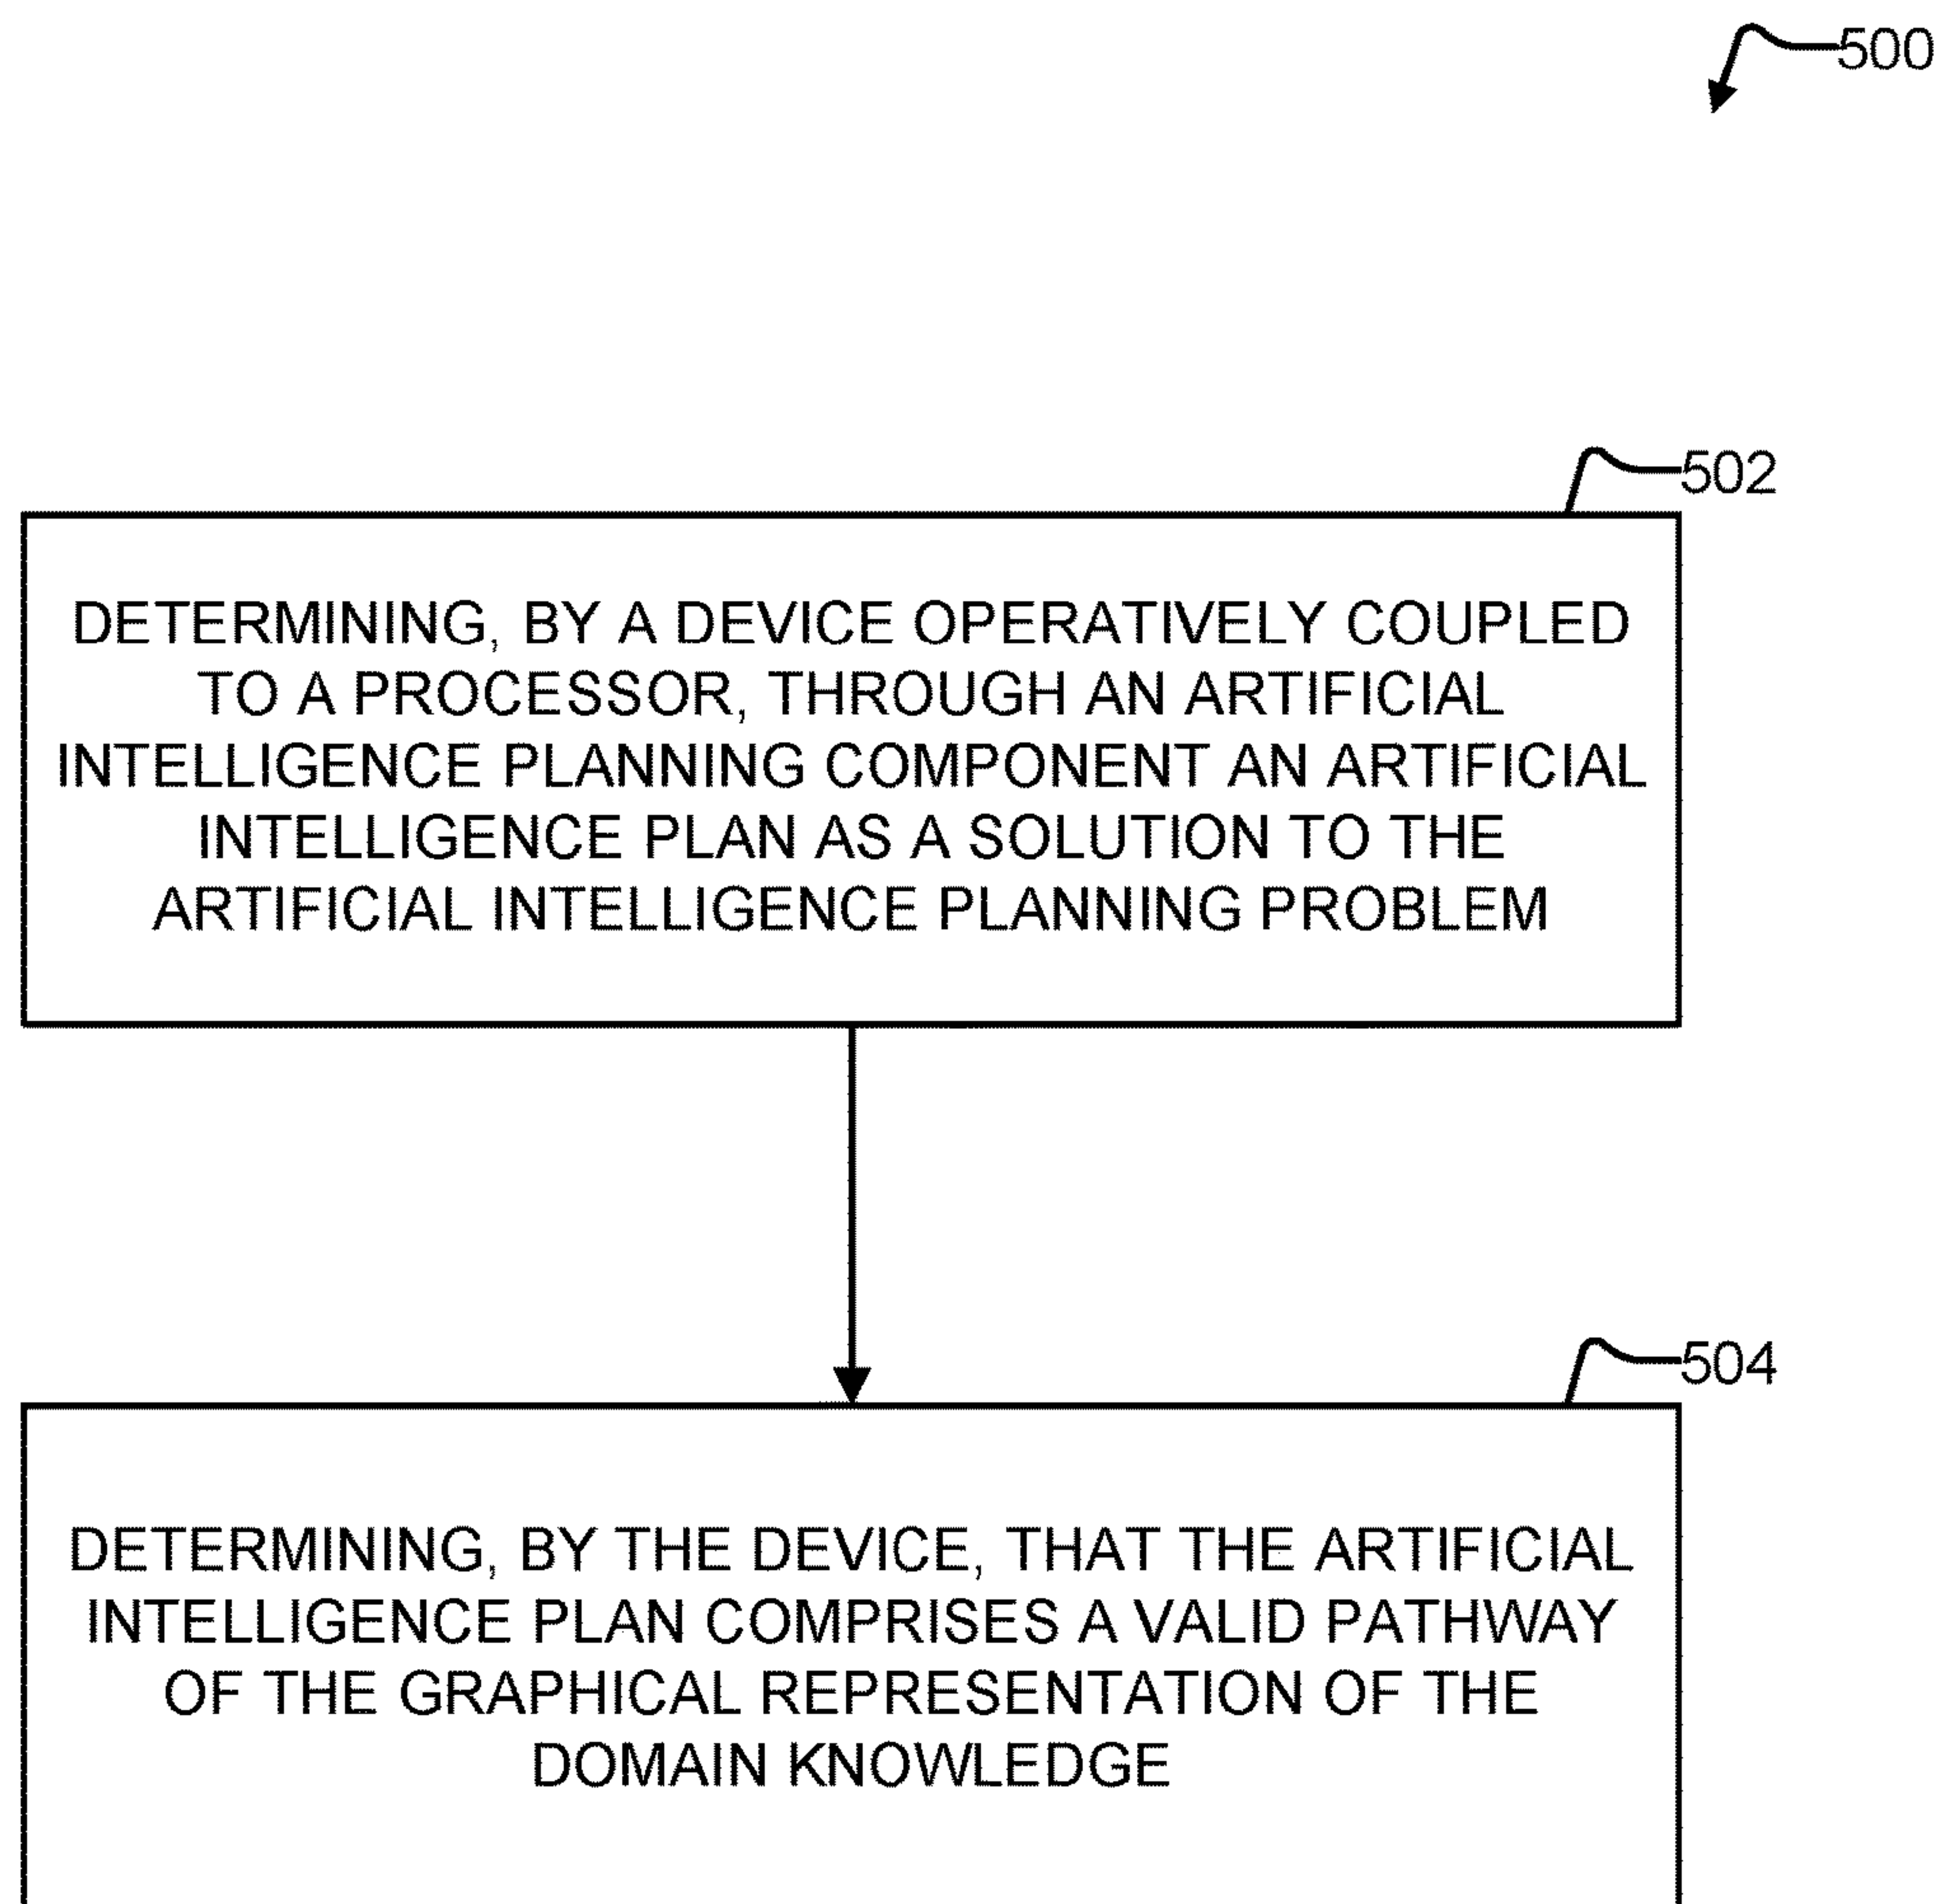 500
502
DETERMINING, BY A DEVICE OPERATIVELY COUPLED
TO A PROCESSOR, THROUGH AN ARTIFICIAL
INTELLIGENCE PLANNING COMPONENT AN ARTIFICIAL
INTELLIGENCE PLAN AS A SOLUTION TO THE
ARTIFICIAL INTELLIGENCE PLANNING PROBLEM
504
DETERMINING, BY THE DEVICE, THAT THE ARTIFICIAL
INTELLIGENCE PLAN COMPRISES A VALID PATHWAY
OF THE GRAPHICAL REPRESENTATION OF THE
DOMAIN KNOWLEDGE